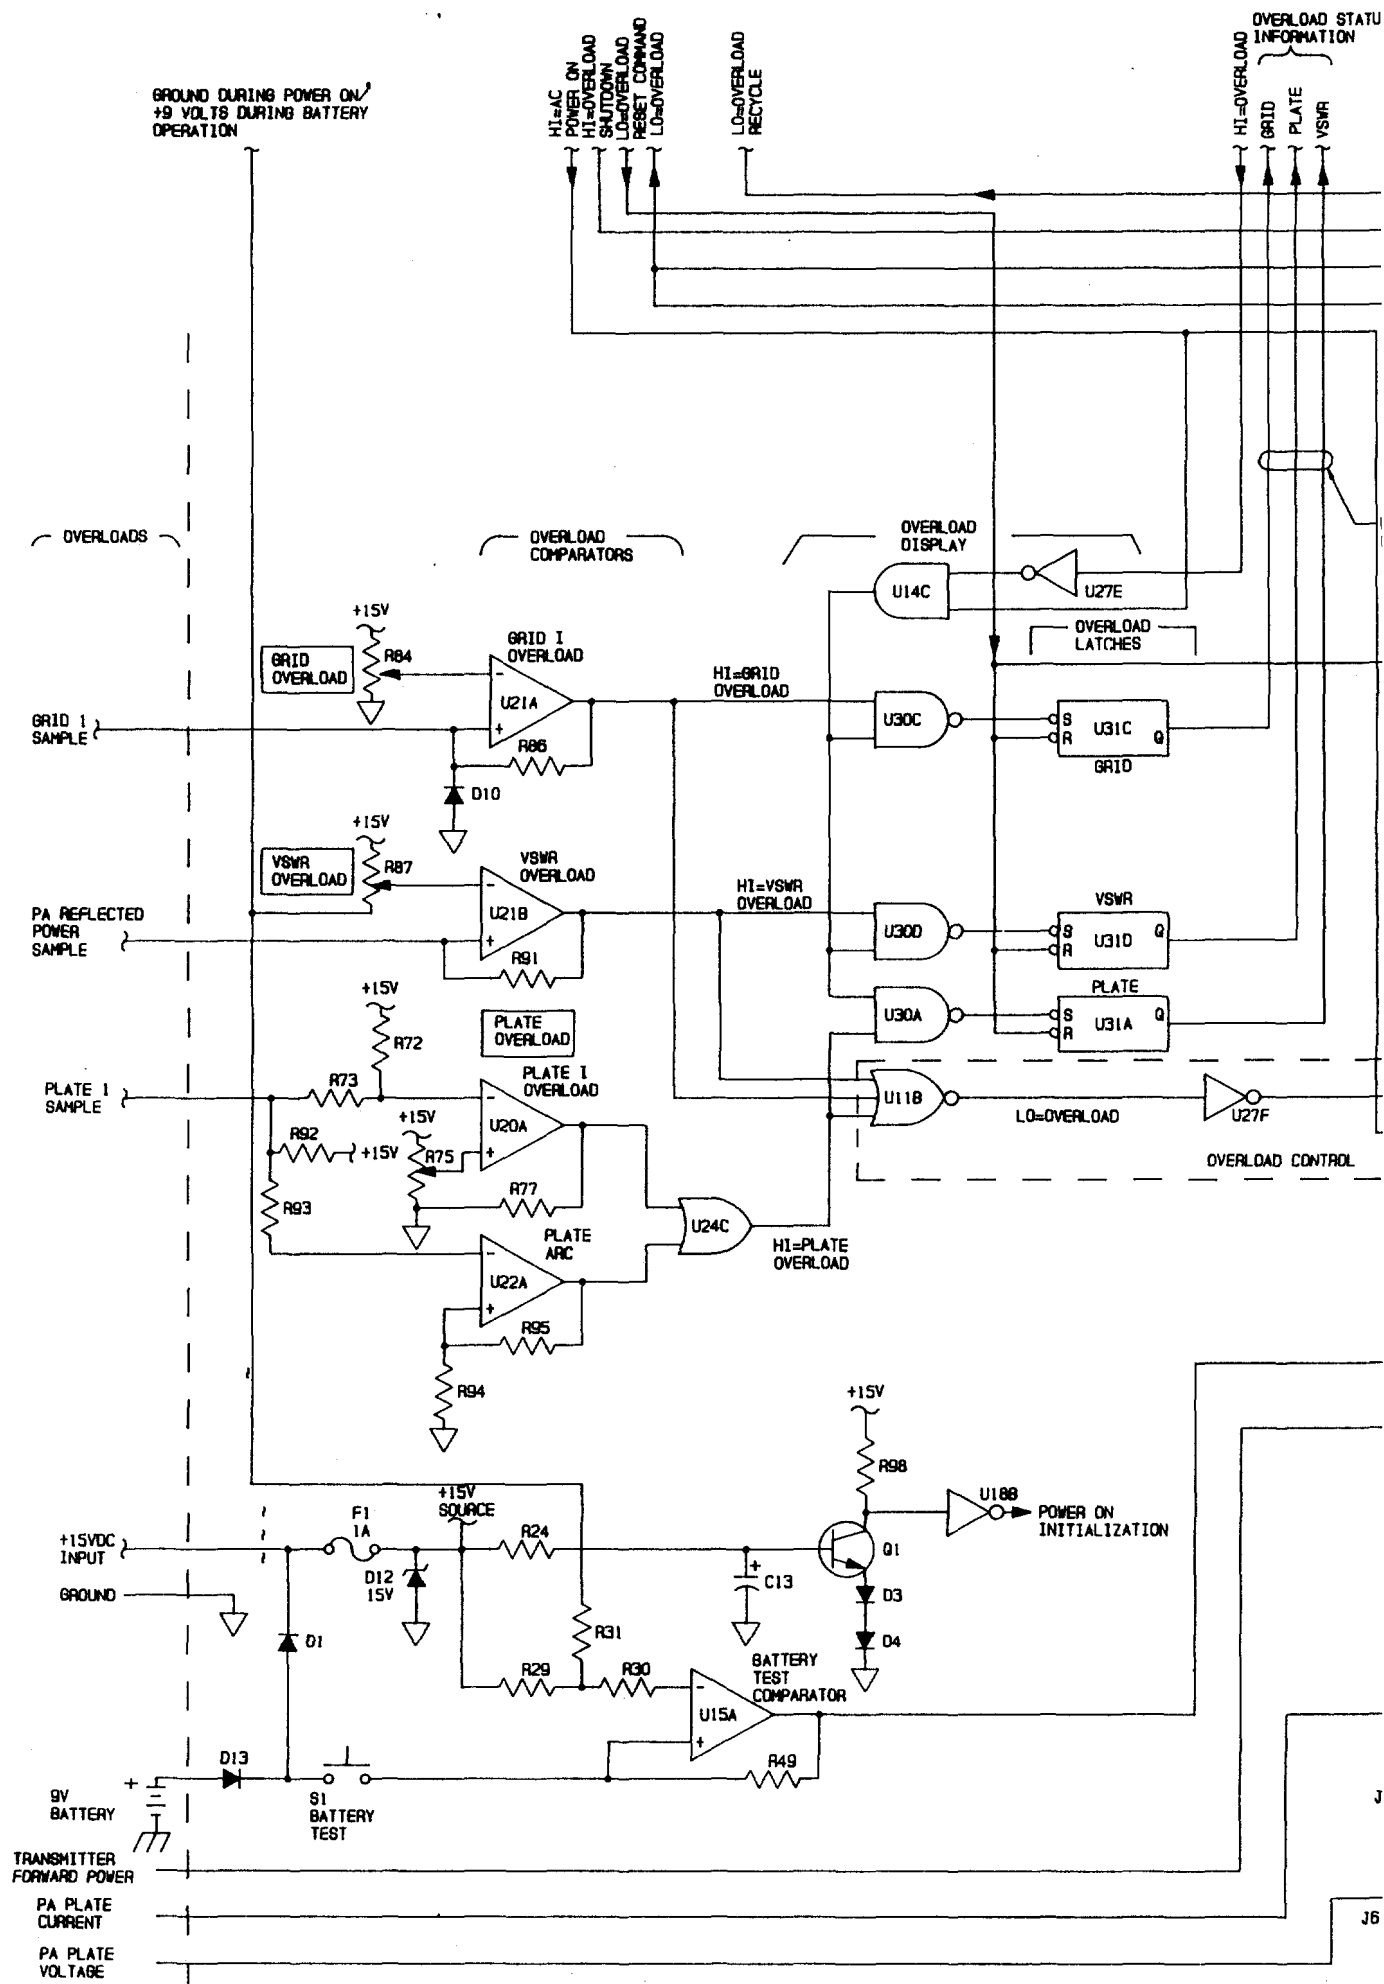 OVERLOAD STATU
INFORMATION
GROUND DURING POWER ON/
+9 VOLTS DURING BATTERY
OPERATION
HI=AC
POWER ON
HI=OVERLOAD
SHUTDOWN
LO=OVERLOAD
RESET COMMAND
LO=OVERLOAD
LO=OVERLOAD
RECYCLE
HI=OVERLOAD
GRID
PLATE
VSWR
OVERLOADS
OVERLOAD
COMPARATORS
OVERLOAD
DISPLAY
U14C
U27E
OVERLOAD
LATCHES
+15V
R84
GRID
OVERLOAD
GRID I
OVERLOAD
-
U21A
+
HI=GRID
OVERLOAD
U30C
S
R
U31C
Q
GRID
GRID 1
SAMPLE
R86
D10
+15V
R87
VSWR
OVERLOAD
VSWR
OVERLOAD
-
U21B
+
HI=VSWR
OVERLOAD
U30D
VSWR
S
R
U31D
Q
PA REFLECTED
POWER
SAMPLE
R91
+15V
R72
PLATE
OVERLOAD
U30A
PLATE
S
R
U31A
Q
PLATE 1
SAMPLE
R73
PLATE I
OVERLOAD
-
U20A
+
U11B
LO=OVERLOAD
U27F
OVERLOAD CONTROL
R92
+15V
+15V
R75
R93
R77
U24C
HI=PLATE
OVERLOAD
PLATE
ARC
-
U22A
+
R95
R94
+15V
R98
U18B
POWER ON
INITIALIZATION
+15V
SOURCE
F1
1A
+15VDC
INPUT
R24
Q1
D12
15V
+
C13
GROUND
D3
D4
D1
R31
R29
R30
BATTERY
TEST
COMPARATOR
-
U15A
+
R49
D13
+
9V
BATTERY
S1
BATTERY
TEST
J
TRANSMITTER
FORWARD POWER
PA PLATE
CURRENT
J6
PA PLATE
VOLTAGE